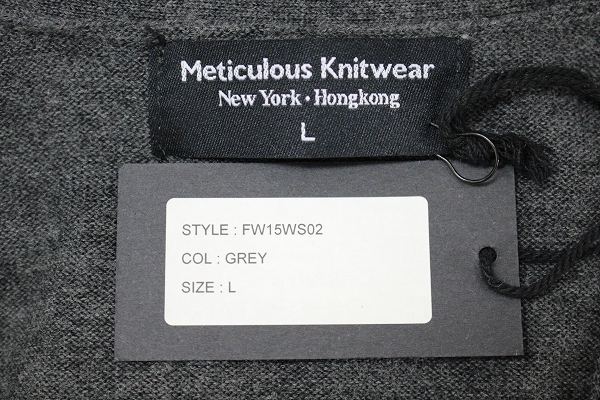 Meticulous Knitwear
New York · Hongkong
L
STYLE : FW15WS02
COL : GREY
SIZE : L